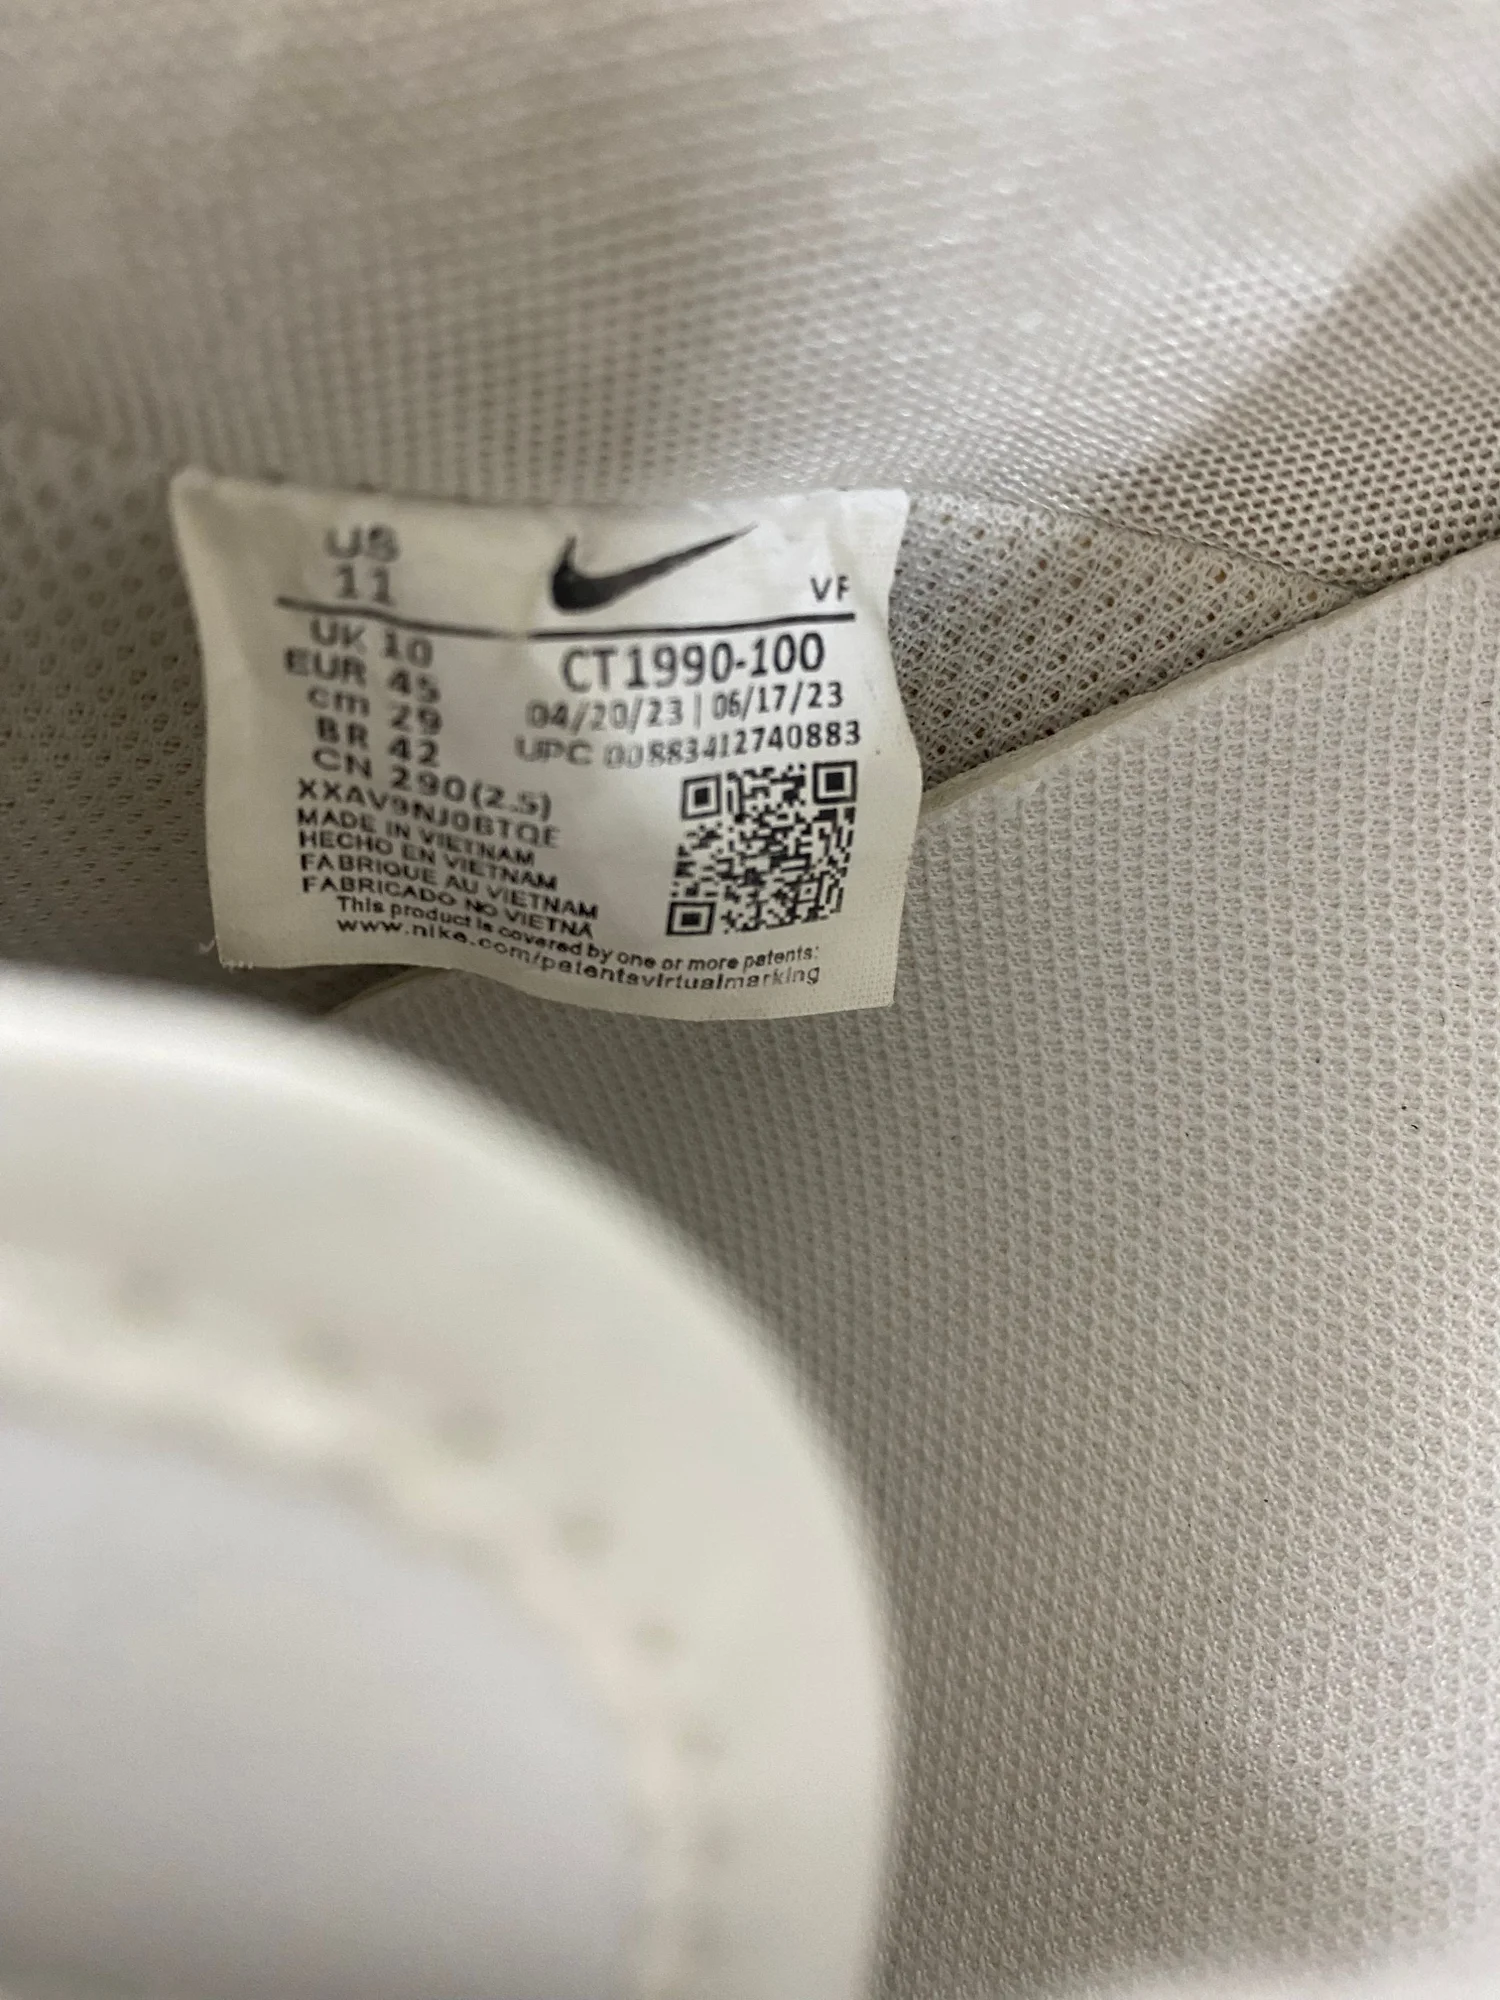 US
11
VF
UK 10
EUR 45
cm 29
BR 42
CN 290(2.5)
CT1990-100
04/20/23 | 06/17/23
UPC 00883412740883
XXAV9NJ0BTQE
MADE IN VIETNAM
HECHO EN VIETNAM
FABRIQUE AU VIETNAM
FABRICADO NO VIETNA
This product is covered by one or more patents:
www.nike.com/patentsvirtualmarking